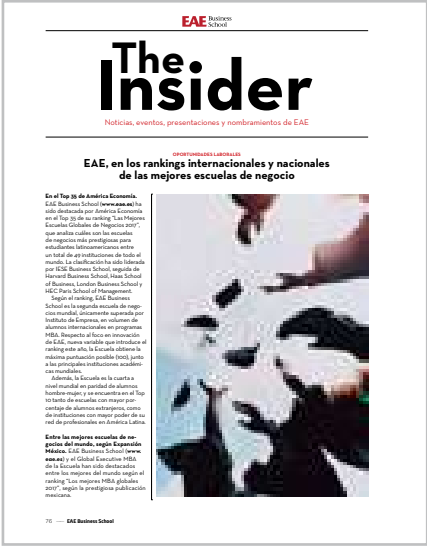 EAE Business
School
The
Insider
Noticias, eventos, presentaciones y nombramientos de EAE
OPORTUNIDADES LABORALES
EAE, en los rankings internacionales y nacionales
de las mejores escuelas de negocio
En el Top 35 de América Economía.
EAE Business School (www.eae.es) ha
sido destacada por América Economía
en el Top 35 de su ranking "Las Mejores
Escuelas Globales de Negocios 2017",
que analiza cuáles son las escuelas
de negocios más prestigiosas para
estudiantes latinoamericanos entre
un total de 47 instituciones de todo el
mundo. La clasificación ha sido liderada
por IESE Business School, seguida de
Harvard Business School, Haas School
of Business, London Business School y
HEC Paris School of Management.
Según el ranking, EAE Business
School es la segunda escuela de nego-
cios mundial, únicamente superada por
Instituto de Empresa, en volumen de
alumnos internacionales en programas
MBA. Respecto al foco en innovación
de EAE, nueva variable que introduce el
ranking este año, la Escuela obtiene la
máxima puntuación posible (100), junto
a las principales instituciones académi-
cas mundiales.
Además, la Escuela es la cuarta a
nivel mundial en paridad de alumnos
hombre-mujer, y se encuentra en el Top
10 tanto de escuelas con mayor por-
centaje de alumnos extranjeros, como
de instituciones con mayor poder de su
red de profesionales en América Latina.
Entre las mejores escuelas de ne-
gocios del mundo, según Expansión
México. EAE Business School (www.
eae.es) y el Global Executive MBA
de la Escuela han sido destacados
entre los mejores del mundo según el
ranking "Los mejores MBA globales
2017", según la prestigiosa publicación
mexicana.
76 — EAE Business School